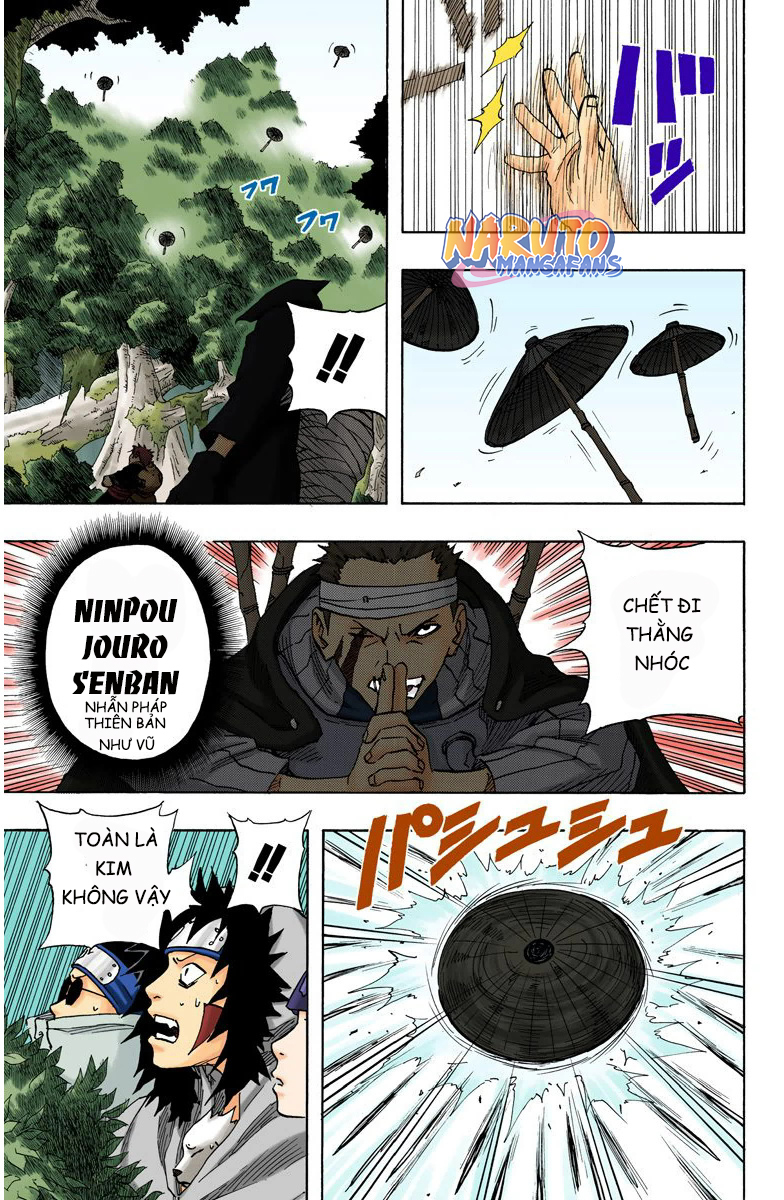 バッ
NARUTO
MANGAFANS
フワ
フワ
!!
CHẾT ĐI
THẰNG
NHÓC
NINPOU
JOURO
SENBAN
NHẪN PHÁP
THIÊN BẢN
NHƯ VŨ
パシュシュ
!!
TOÀN LÀ
KIM
KHÔNG VẬY